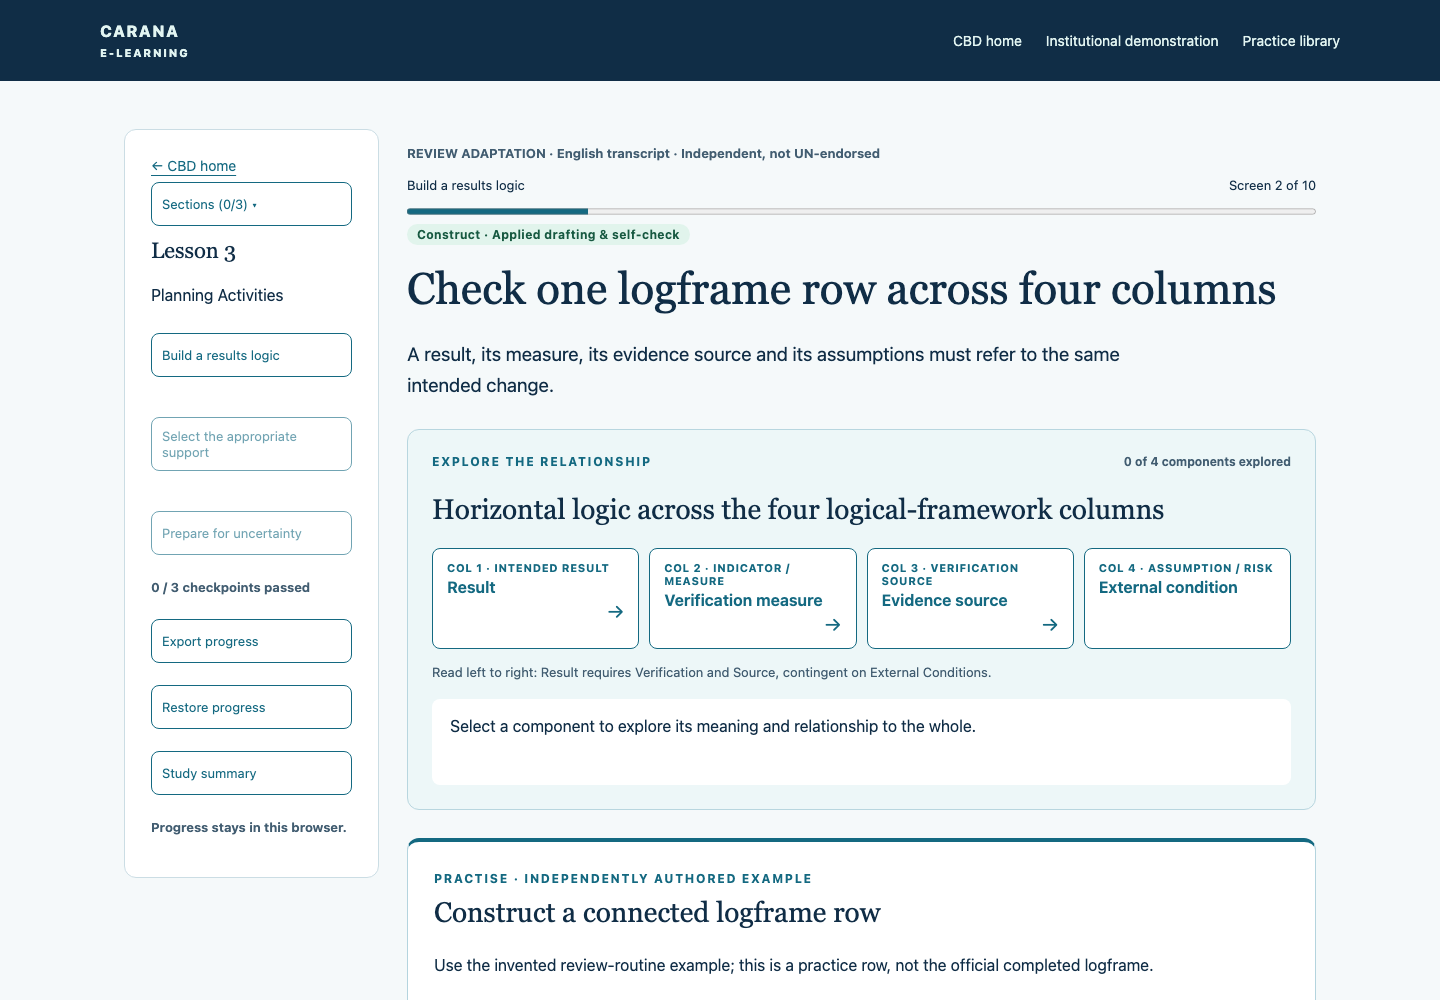 CARANA
E-LEARNING
CBD home
Institutional demonstration
Practice library
← CBD home
Sections (0/3) ▾
Lesson 3
Planning Activities
Build a results logic
Select the appropriate
support
Prepare for uncertainty
0 / 3 checkpoints passed
Export progress
Restore progress
Study summary
Progress stays in this browser.
REVIEW ADAPTATION · English transcript · Independent, not UN-endorsed
Build a results logic
Screen 2 of 10
Construct · Applied drafting & self-check
Check one logframe row across four columns
A result, its measure, its evidence source and its assumptions must refer to the same
intended change.
EXPLORE THE RELATIONSHIP
0 of 4 components explored
Horizontal logic across the four logical-framework columns
COL 1 · INTENDED RESULT
Result
→
COL 2 · INDICATOR /
MEASURE
Verification measure
→
COL 3 · VERIFICATION
SOURCE
Evidence source
→
COL 4 · ASSUMPTION / RISK
External condition
Read left to right: Result requires Verification and Source, contingent on External Conditions.
Select a component to explore its meaning and relationship to the whole.
PRACTISE · INDEPENDENTLY AUTHORED EXAMPLE
Construct a connected logframe row
Use the invented review-routine example; this is a practice row, not the official completed logframe.